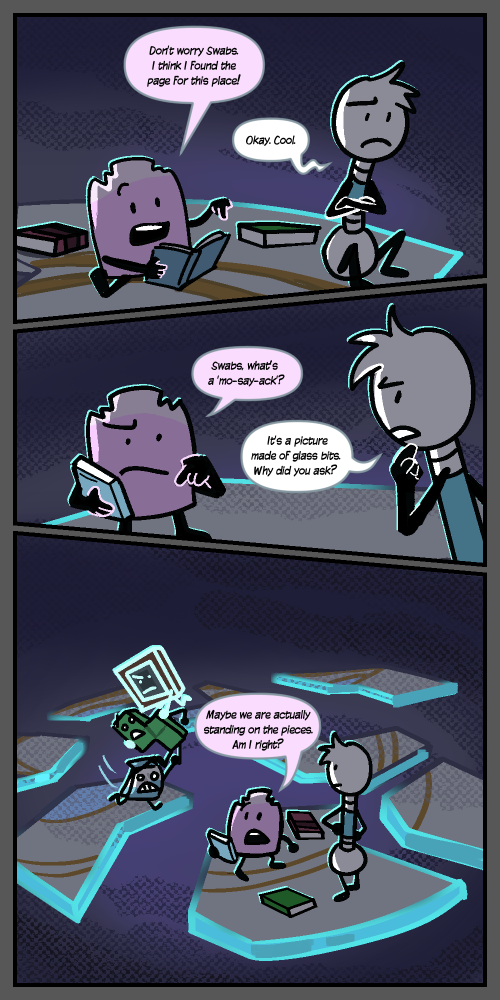 Don't worry Swabs.
I think I found the
page for this place!
Okay. Cool.
Swabs, what's
a 'mo-say-ack'?
It's a picture
made of glass bits.
Why did you ask?
Maybe we are actually
standing on the pieces.
Am I right?